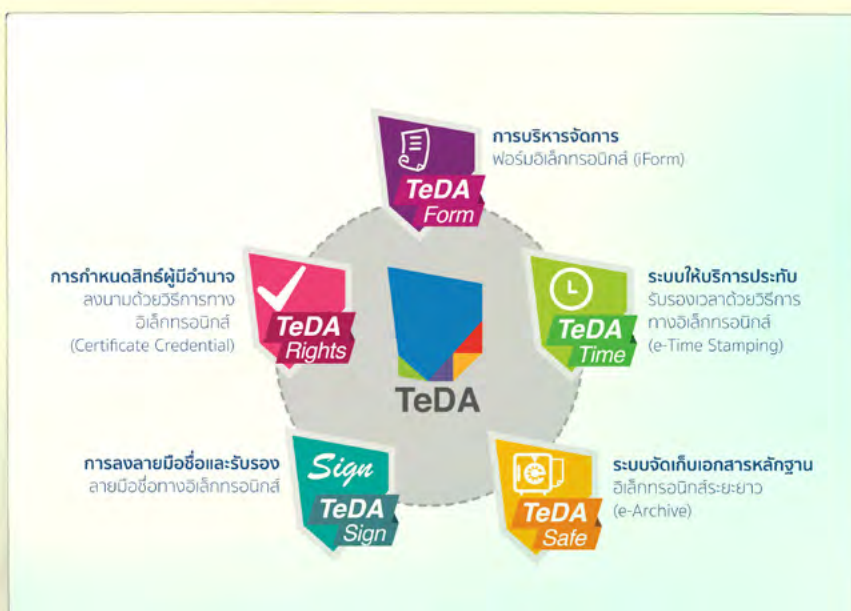 การบริหารจัดการ
ฟอร์มอิเล็กทรอนิกส์ (iForm)
TeDA
Form
การกำหนดสิทธิ์ผู้มีอำนาจ
ลงนามด้วยวิธีการทาง
อิเล็กทรอนิกส์
(Certificate Credential)
TeDA
Rights
ระบบให้บริการประทับ
รับรองเวลาด้วยวิธีการ
ทางอิเล็กทรอนิกส์
(e-Time Stamping)
TeDA
Time
TeDA
การลงลายมือชื่อและรับรอง
ลายมือชื่อทางอิเล็กทรอนิกส์
Sign
TeDA
Sign
e
TeDA
Safe
ระบบจัดเก็บเอกสารหลักฐาน
อิเล็กทรอนิกส์ระยะยาว
(e-Archive)